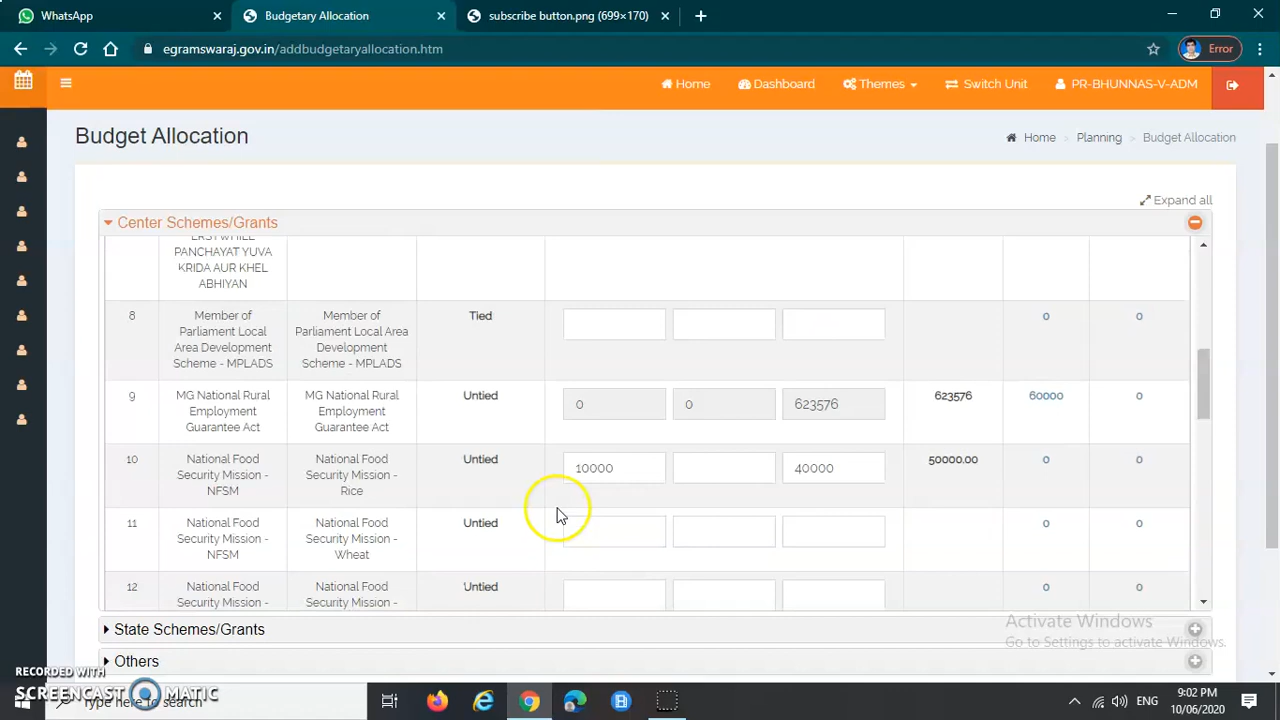 WhatsApp
Budgetary Allocation
subscribe button.png (699×170)
egramswaraj.gov.in/addbudgetaryallocation.htm
Error
Home
Dashboard
Themes
Switch Unit
PR-BHUNNAS-V-ADM
Budget Allocation
Home
Planning
Budget Allocation
Expand all
Center Schemes/Grants
ERSTWHILE
PANCHAYAT YUVA
KRIDA AUR KHEL
ABHIYAN
8
Member of
Parliament Local
Area Development
Scheme - MPLADS
Member of
Parliament Local Area
Development
Scheme - MPLADS
Tied
0
0
9
MG National Rural
Employment
Guarantee Act
MG National Rural
Employment
Guarantee Act
Untied
0
0
623576
623576
60000
0
10
National Food
Security Mission -
NFSM
National Food
Security Mission -
Rice
Untied
10000
40000
50000.00
0
0
11
National Food
Security Mission -
NFSM
National Food
Security Mission -
Wheat
Untied
0
0
12
National Food
Security Mission -
National Food
Security Mission -
Untied
0
0
State Schemes/Grants
Others
Activate Windows
Go to Settings to activate Windows.
RECORDED WITH
SCREENCAST MATIC
Type here to search
ENG
9:02 PM
10/06/2020